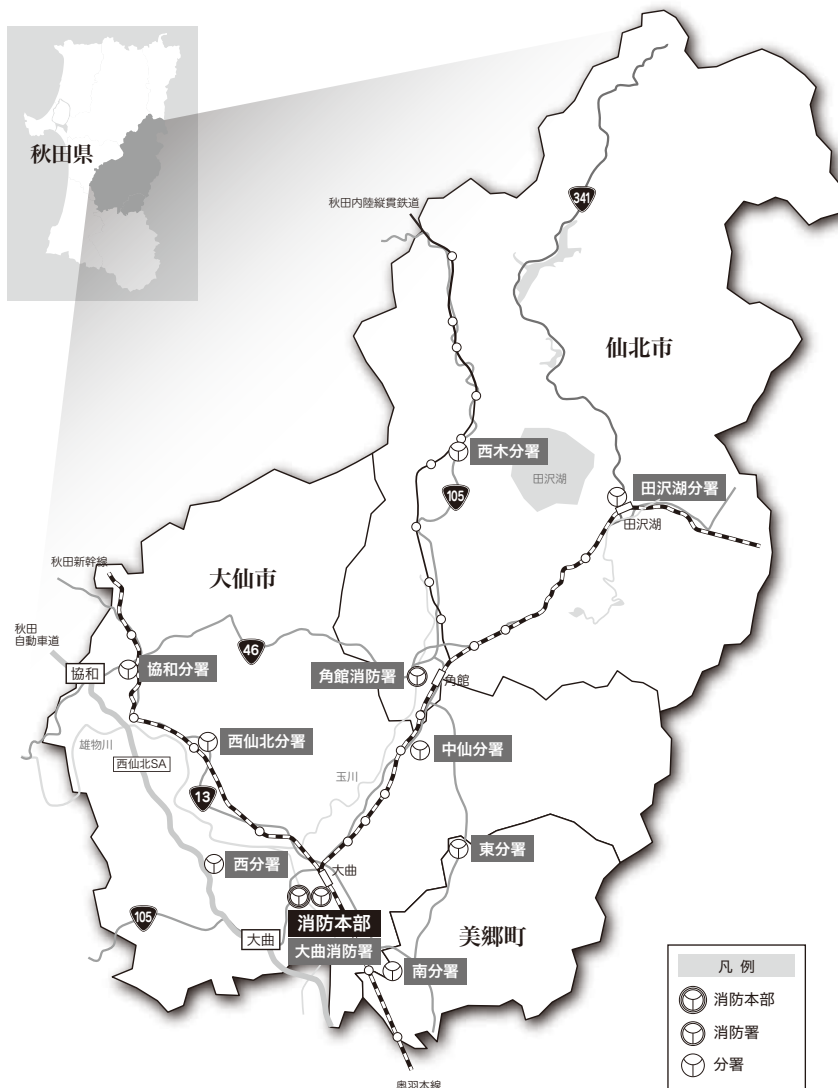 秋田県
秋田内陸縦貫鉄道
341
仙北市
西木分署
田沢湖
105
田沢湖分署
田沢湖
秋田新幹線
大仙市
秋田
自動車道
46
協和
協和分署
角館消防署
角館
西仙北分署
中仙分署
雄物川
西仙北SA
玉川
13
東分署
西分署
大曲
105
消防本部
大曲
大曲消防署
美郷町
南分署
奥羽本線
凡例
消防本部
消防署
分署